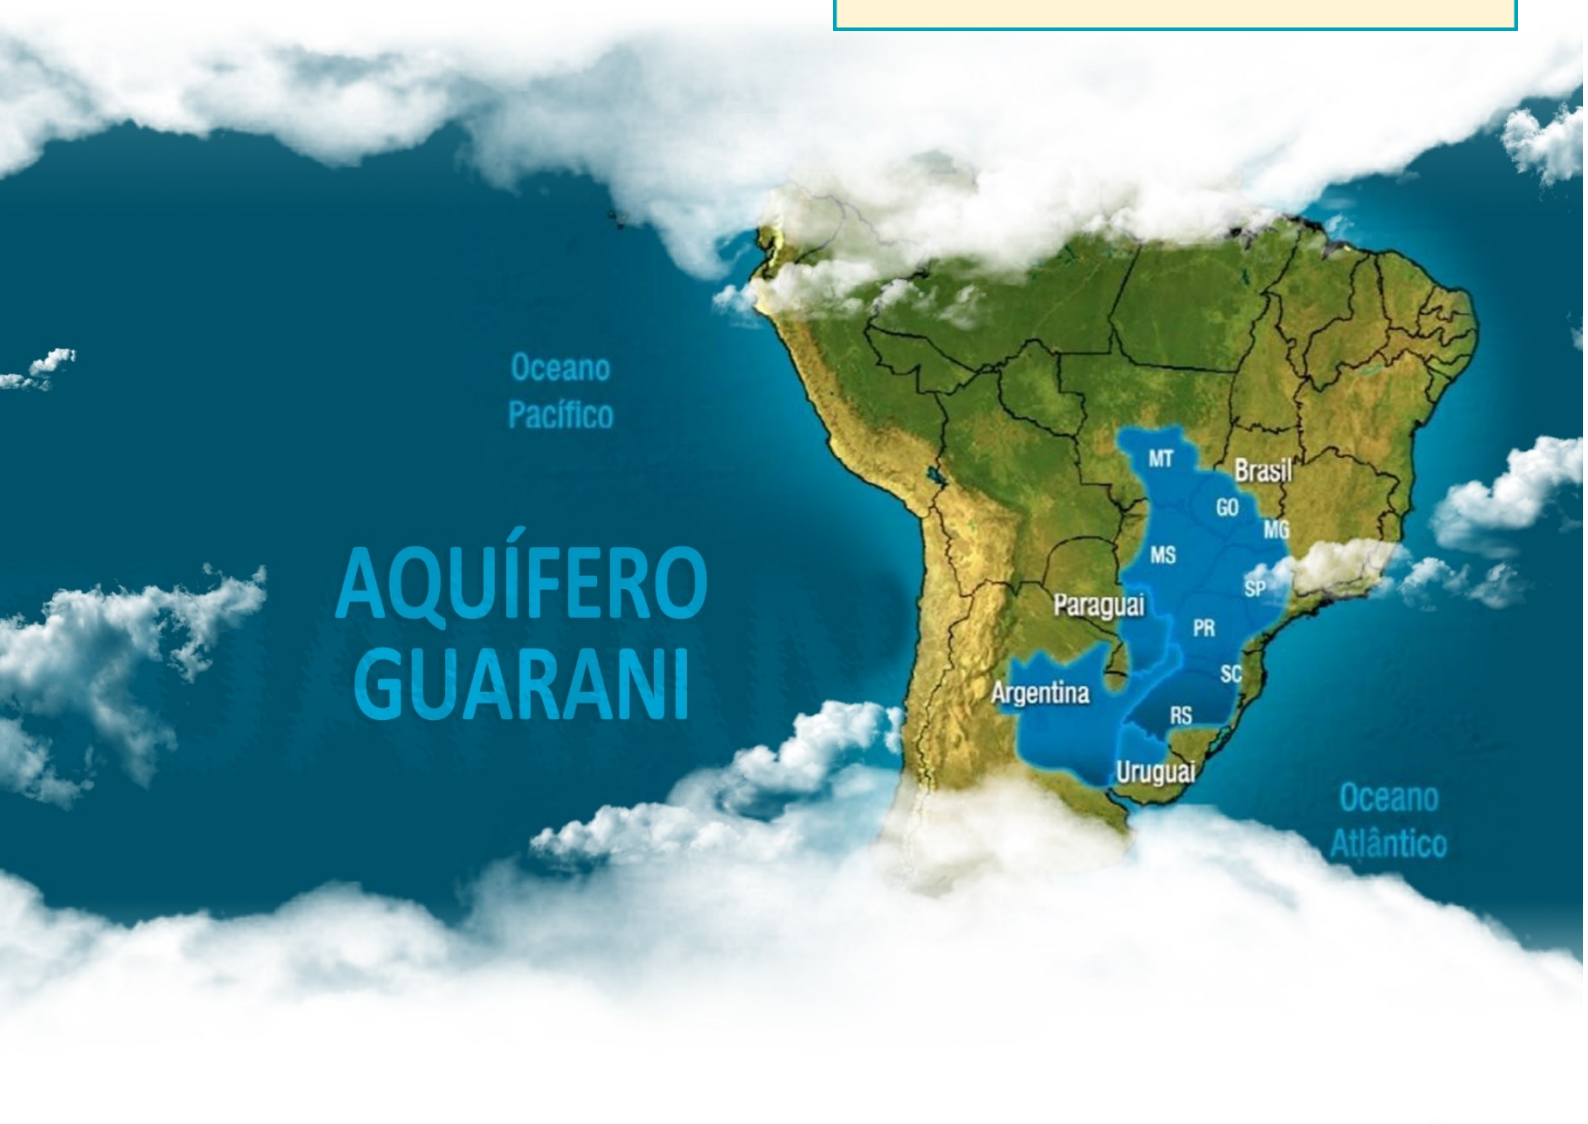 Oceano
Pacífico
AQUÍFERO
GUARANI
MT
Brasil
GO
MG
MS
SP
Paraguai
PR
SC
Argentina
RS
Uruguai
Oceano
Atlântico